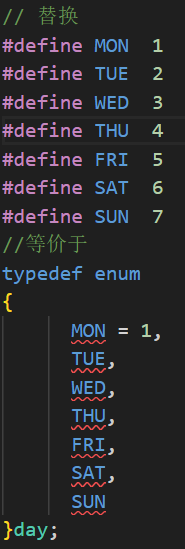 // 替换
#define MON  1
#define TUE  2
#define WED  3
#define THU  4
#define FRI  5
#define SAT  6
#define SUN  7
//等价于
typedef enum
{
        MON = 1,
        TUE,
        WED,
        THU,
        FRI,
        SAT,
        SUN
}day;